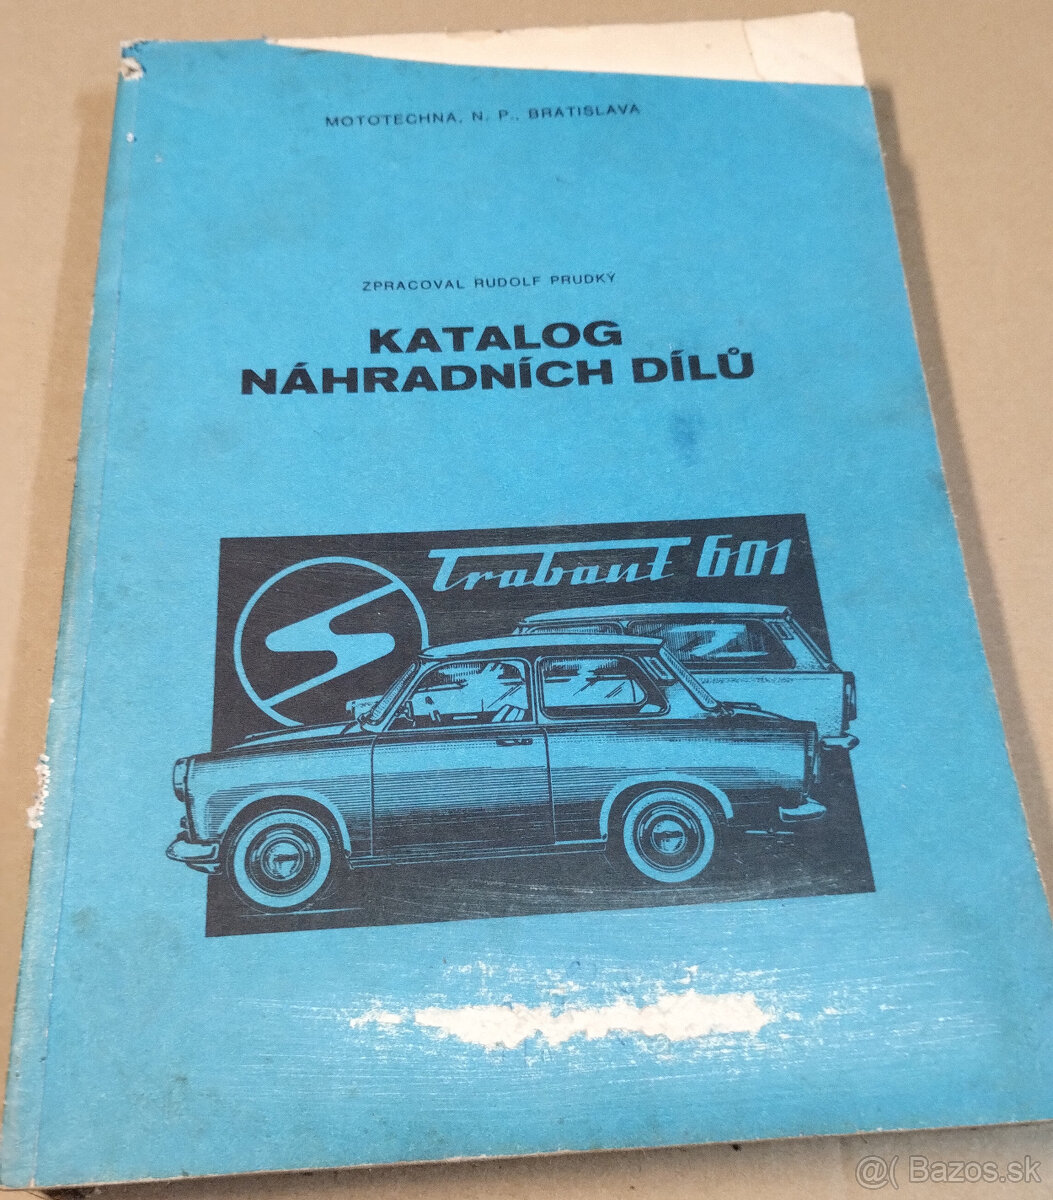 MOTOTECHNA, N. P., BRATISLAVA
ZPRACOVAL RUDOLF PRUDKÝ
KATALOG
NÁHRADNÍCH DÍLŮ
Trabant 601
@( Bazos.sk